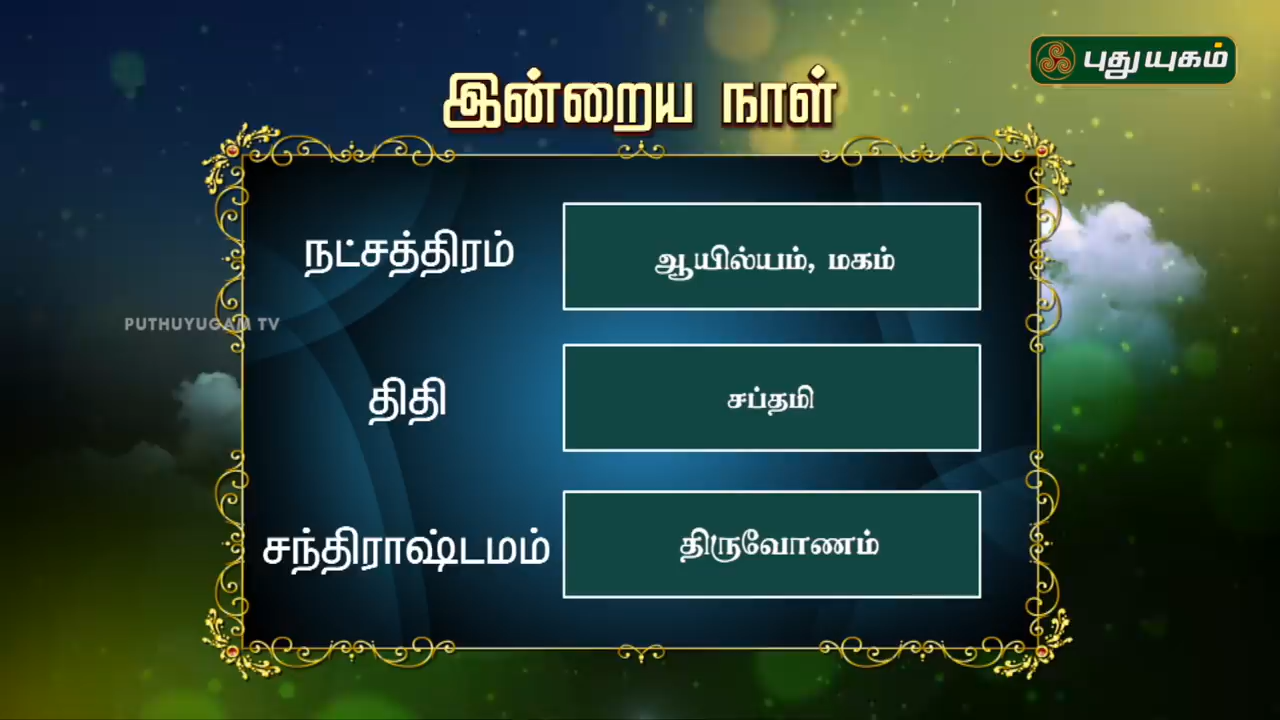 புதுயுகம்
இன்றைய நாள்
நட்சத்திரம்
ஆயில்யம், மகம்
PUTHUYUGAM TV
திதி
சப்தமி
சந்திராஷ்டமம்
திருவோணம்